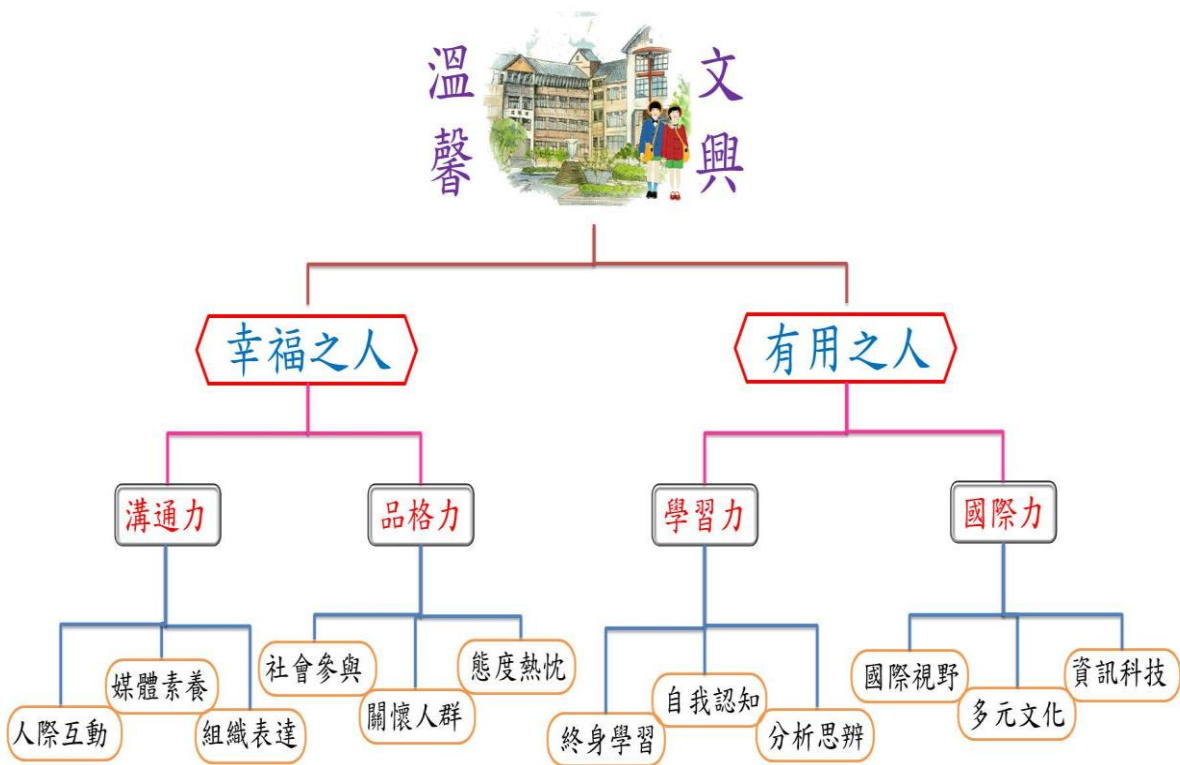 溫馨
文興
幸福之人
有用之人
溝通力
品格力
學習力
國際力
人際互動
媒體素養
組織表達
社會參與
關懷人群
態度熱忱
終身學習
自我認知
分析思辨
國際視野
多元文化
資訊科技